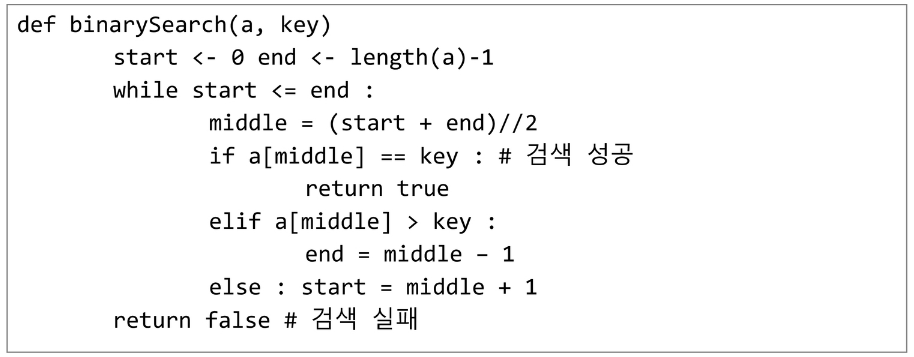 def binarySearch(a, key)
start <- 0 end <- length(a)-1
while start <= end :
middle = (start + end)//2
if a[middle] == key : # 검색 성공
return true
elif a[middle] > key :
end = middle – 1
else : start = middle + 1
return false # 검색 실패